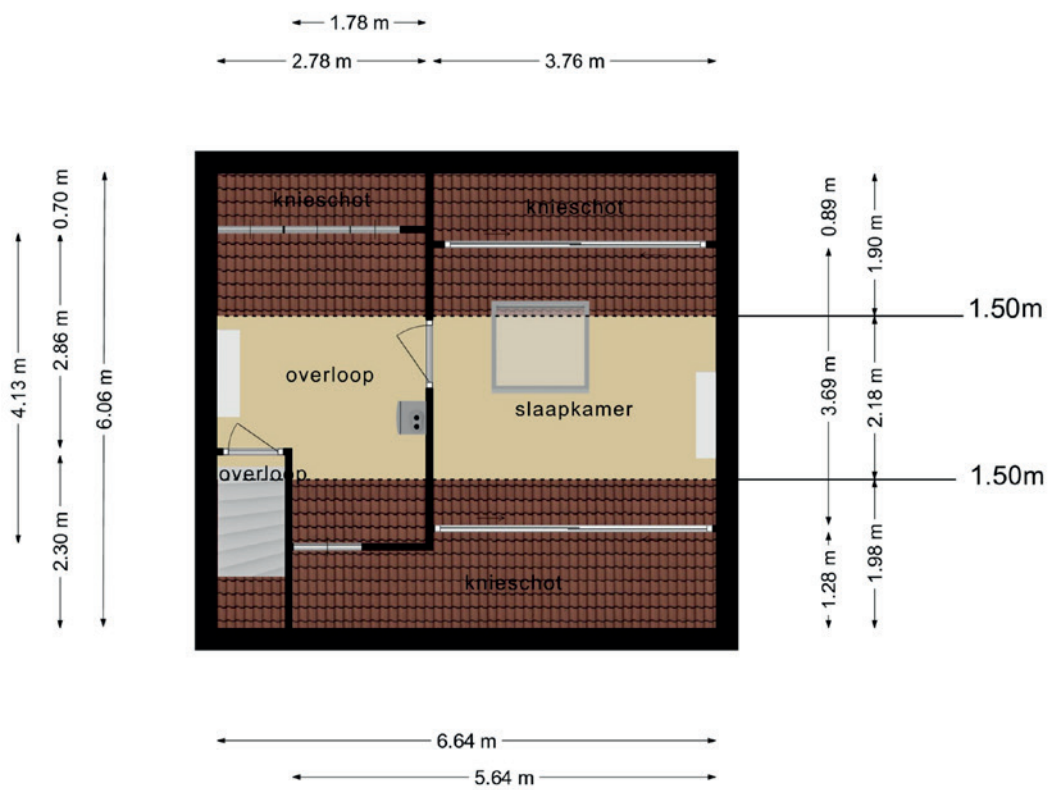 1.78 m
2.78 m
3.76 m
0.70 m
0.89 m
1.90 m
knieschot
knieschot
1.50m
2.86 m
4.13 m
6.06 m
overloop
slaapkamer
3.69 m
2.18 m
overloop
1.50m
2.30 m
knieschot
1.28 m
1.98 m
6.64 m
5.64 m